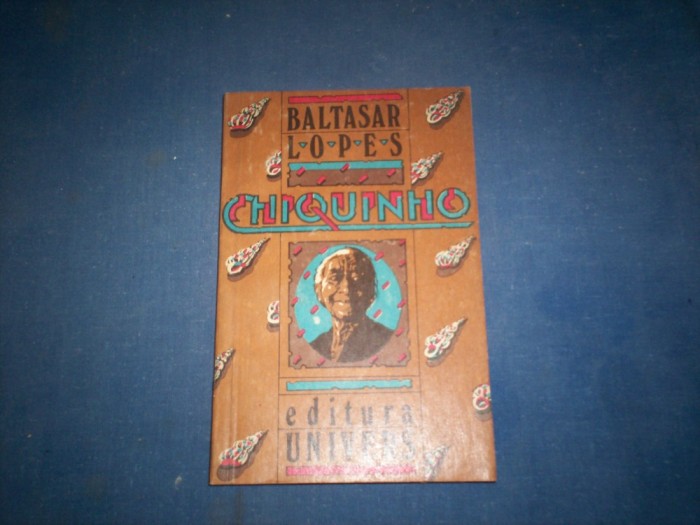 BALTASAR
L·O·P·E·S
CHIQUINHO
editura
UNIVERS